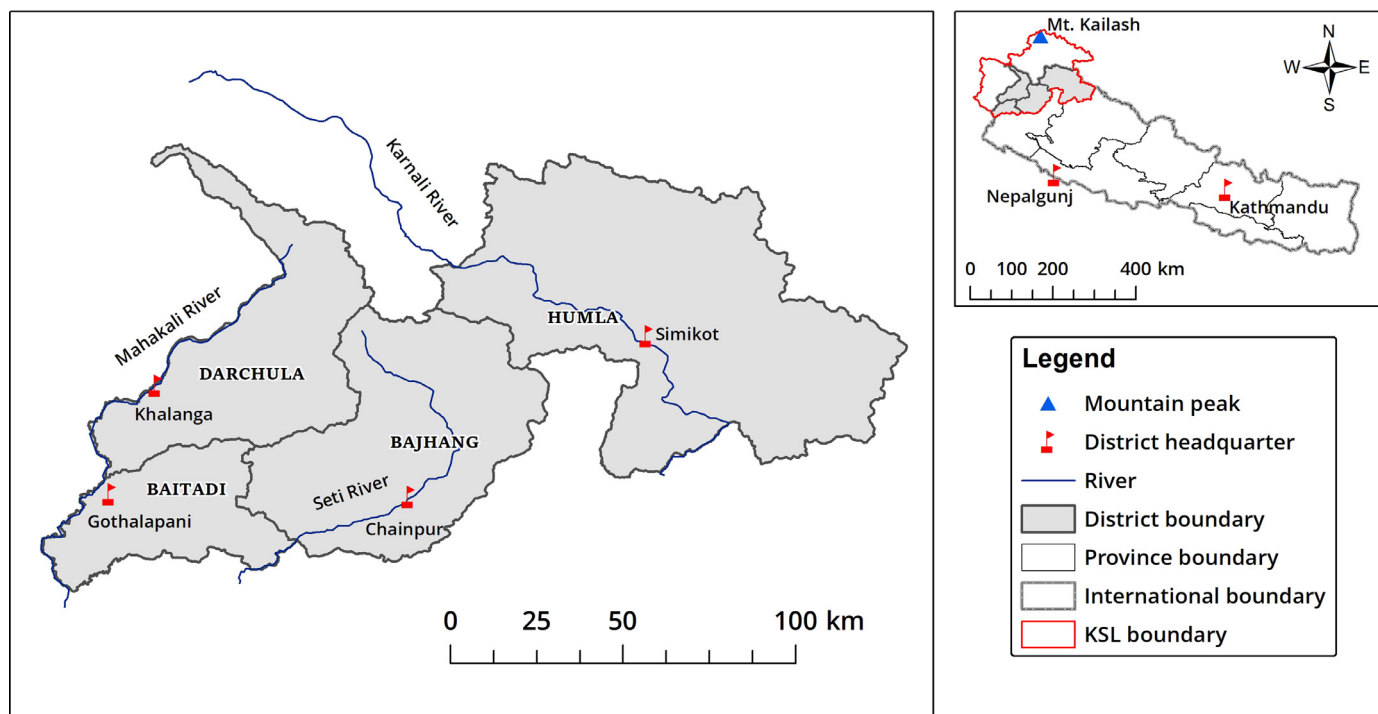 Karnali River
Mahakali River
HUMLA
Simikot
DARCHULA
Khalanga
BAJHANG
BAITADI
Seti River
Gothalapani
Chainpur
0 25 50 100 km
Mt. Kailash
N
W E
S
Nepalgunj
Kathmandu
0 100 200 400 km
Legend
Mountain peak
District headquarter
River
District boundary
Province boundary
International boundary
KSL boundary